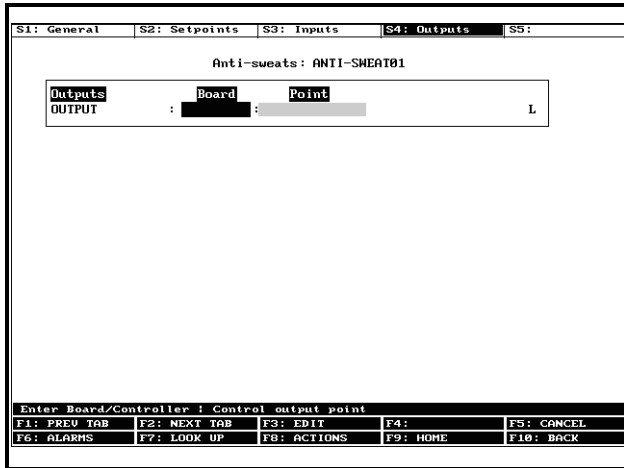 S1: General S2: Setpoints S3: Inputs S4: Outputs S5:
Anti-sweats: ANTI-SWEAT01
Outputs Board Point
OUTPUT : : L
Enter Board/Controller : Control output point
F1: PREV TAB F2: NEXT TAB F3: EDIT F4: F5: CANCEL
F6: ALARMS F7: LOOK UP F8: ACTIONS F9: HOME F10: BACK